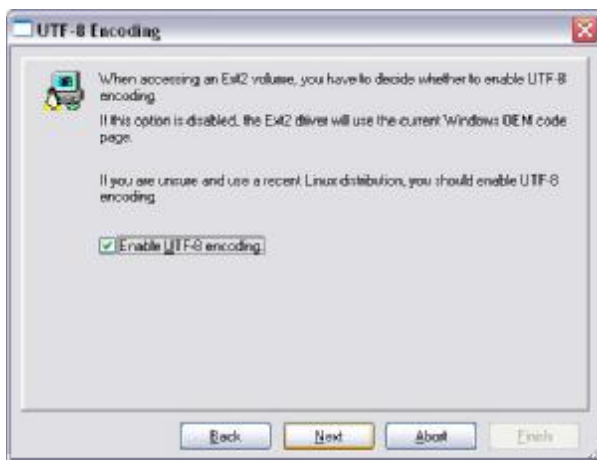 UTF-8 Encoding
When accessing an Ext2 volume, you have to decide whether to enable UTF-8
encoding.
If this option is disabled, the Ext2 driver will use the current Windows OEM code
page.
If you are unsure and use a recent Linux distribution, you should enable UTF-8
encoding.
Enable UTF-8 encoding.
Back Next Abort Finish